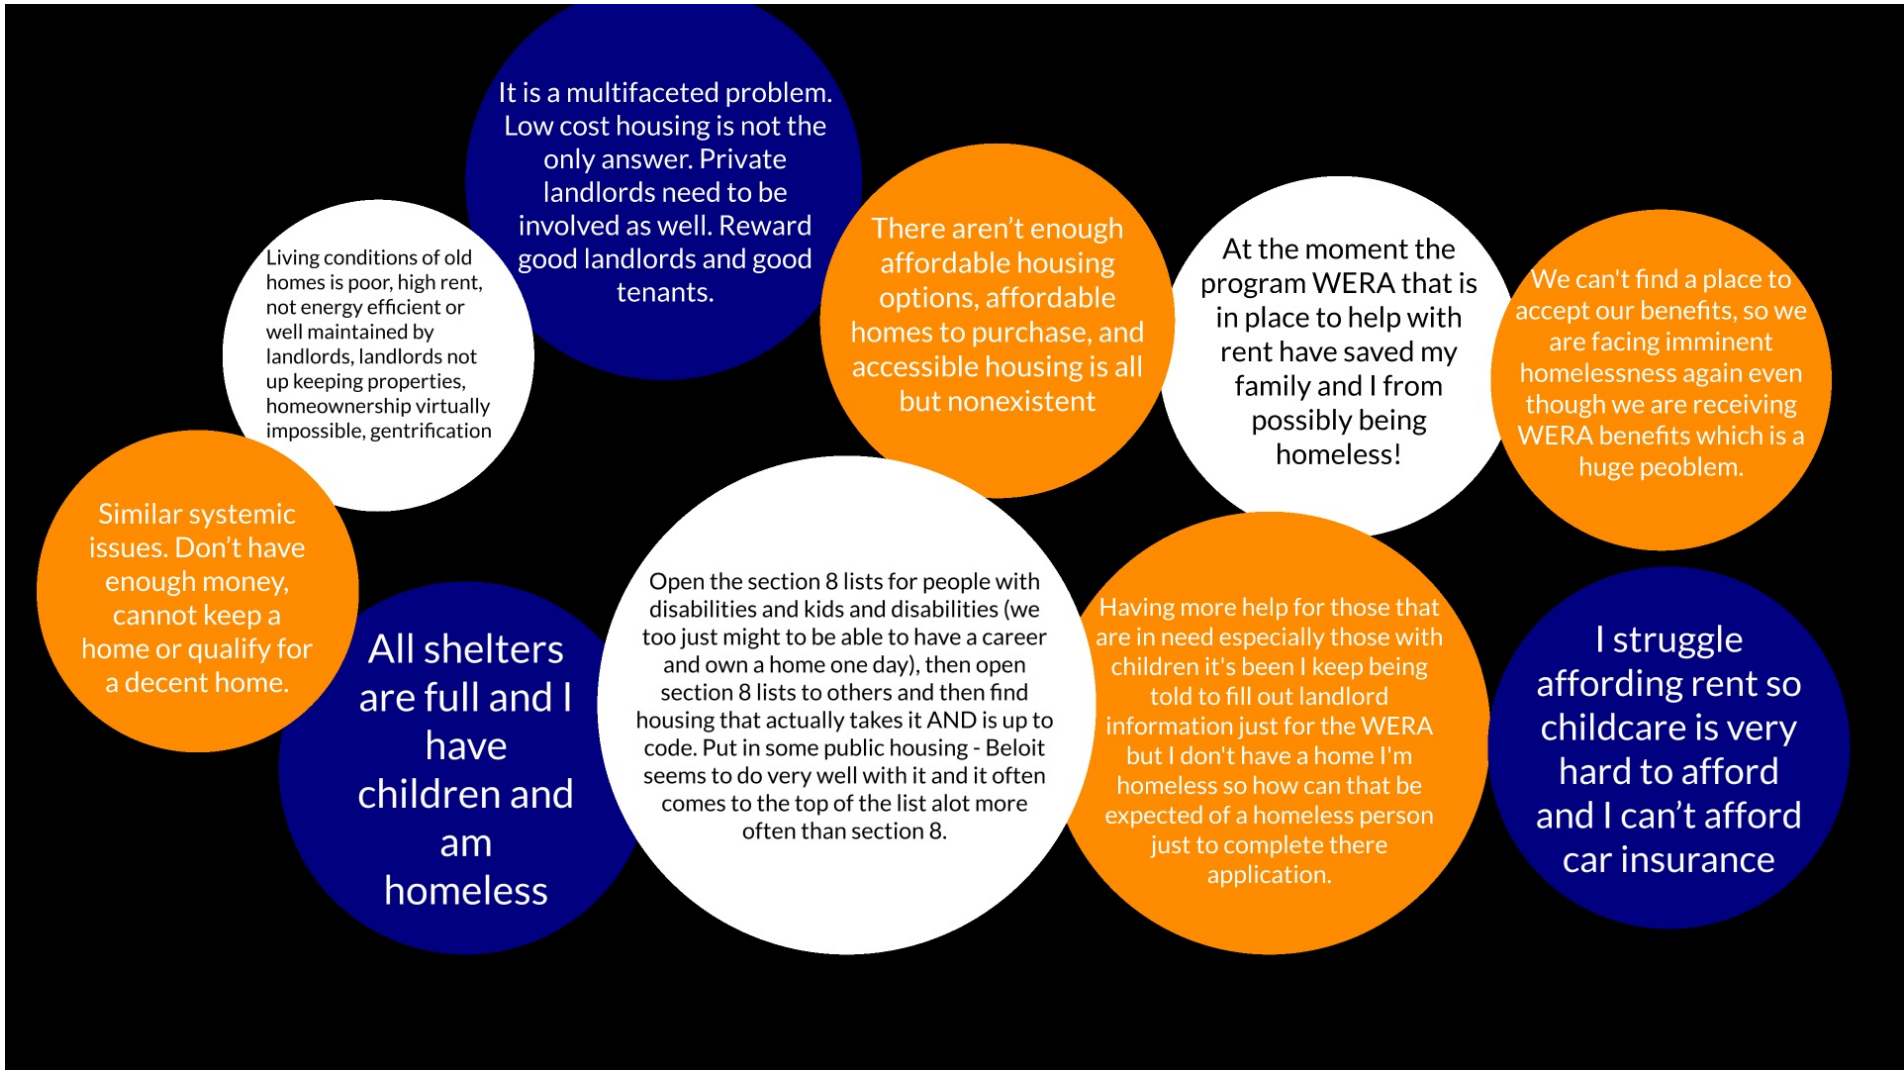 It is a multifaceted problem.
Low cost housing is not the
only answer. Private
landlords need to be
involved as well. Reward
good landlords and good
tenants.
Living conditions of old
homes is poor, high rent,
not energy efficient or
well maintained by
landlords, landlords not
up keeping properties,
homeownership virtually
impossible, gentrification
There aren’t enough
affordable housing
options, affordable
homes to purchase, and
accessible housing is all
but nonexistent
At the moment the
program WERA that is
in place to help with
rent have saved my
family and I from
possibly being
homeless!
We can't find a place to
accept our benefits, so we
are facing imminent
homelessness again even
though we are receiving
WERA benefits which is a
huge peoblem.
Similar systemic
issues. Don’t have
enough money,
cannot keep a
home or qualify for
a decent home.
All shelters
are full and I
have
children and
am
homeless
Open the section 8 lists for people with
disabilities and kids and disabilities (we
too just might to be able to have a career
and own a home one day), then open
section 8 lists to others and then find
housing that actually takes it AND is up to
code. Put in some public housing - Beloit
seems to do very well with it and it often
comes to the top of the list alot more
often than section 8.
Having more help for those that
are in need especially those with
children it's been I keep being
told to fill out landlord
information just for the WERA
but I don't have a home I'm
homeless so how can that be
expected of a homeless person
just to complete there
application.
I struggle
affording rent so
childcare is very
hard to afford
and I can’t afford
car insurance